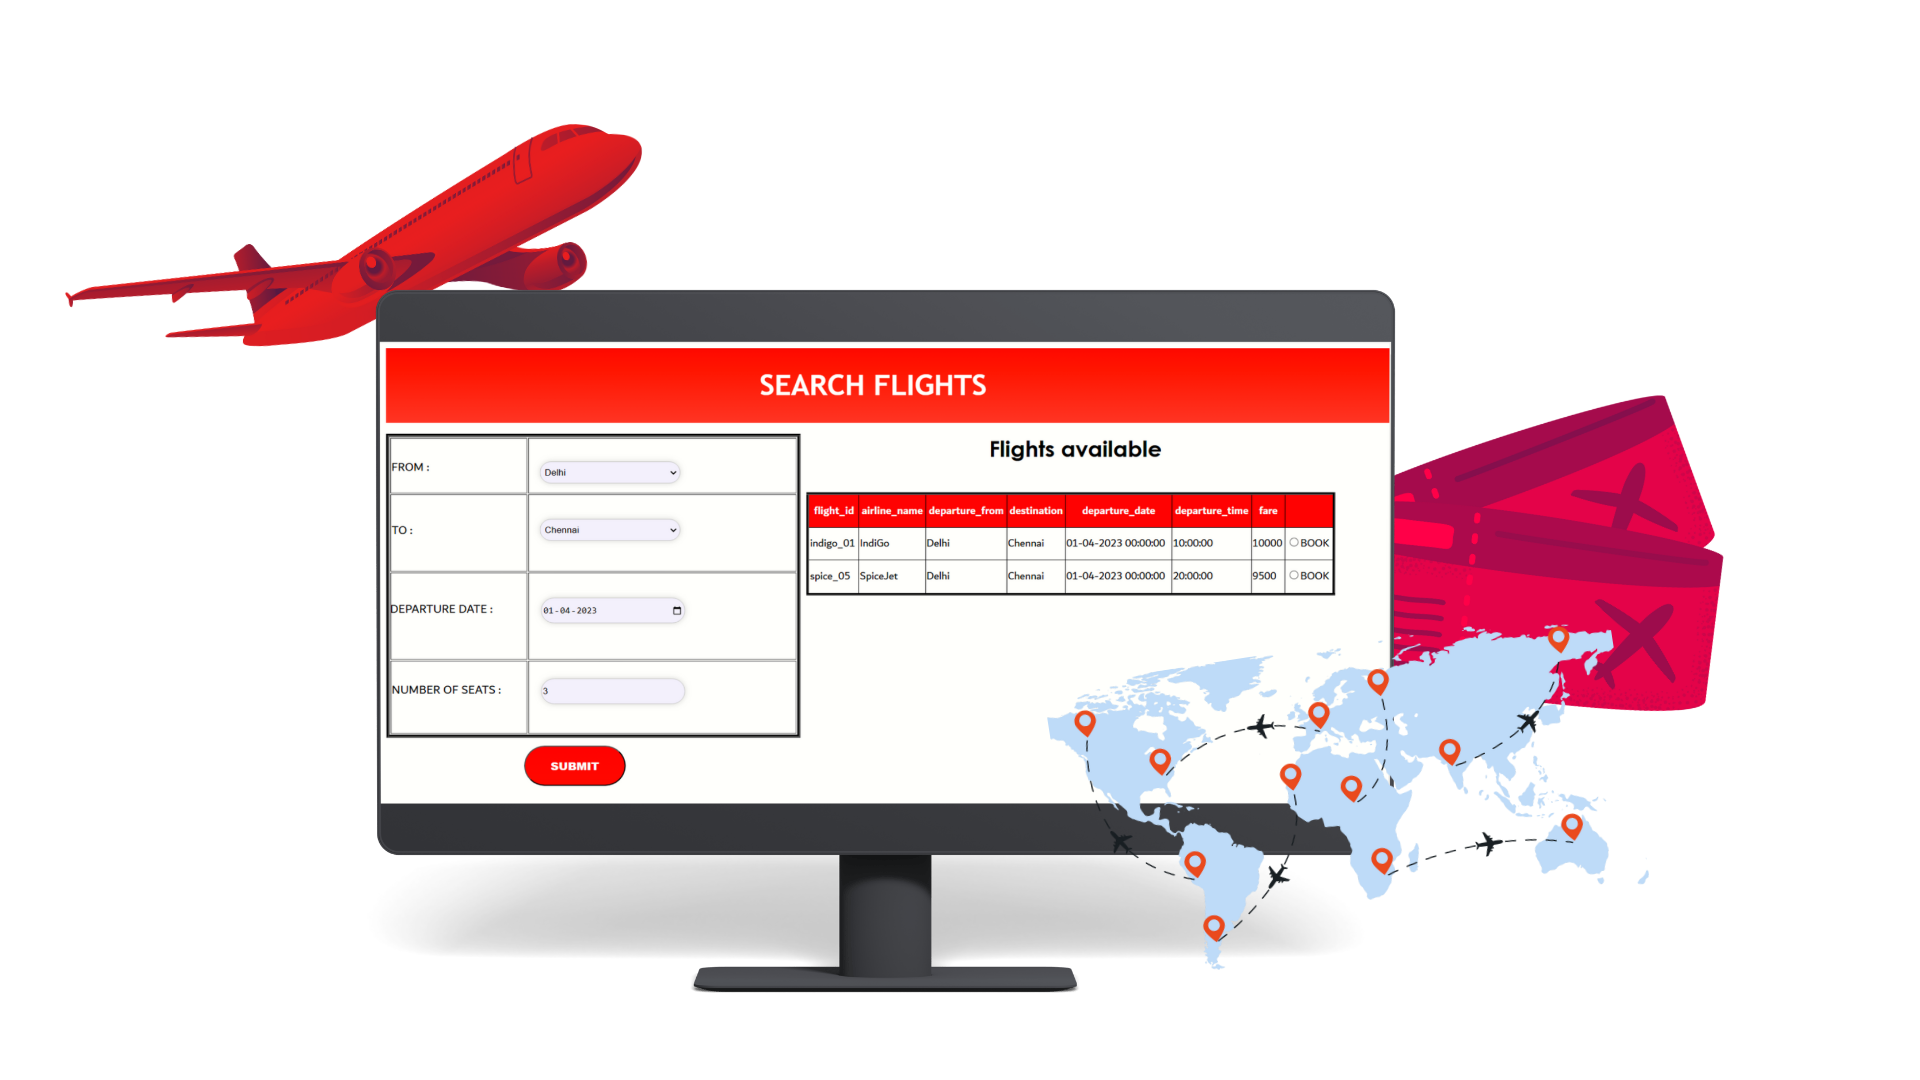 SEARCH FLIGHTS
FROM :
Delhi
TO :
Chennai
DEPARTURE DATE :
01-04-2023
NUMBER OF SEATS :
3
SUBMIT
Flights available
flight_id airline_name departure_from destination departure_date departure_time fare
indigo_01 IndiGo Delhi Chennai 01-04-2023 00:00:00 10:00:00 10000 BOOK
spice_05 SpiceJet Delhi Chennai 01-04-2023 00:00:00 20:00:00 9500 BOOK